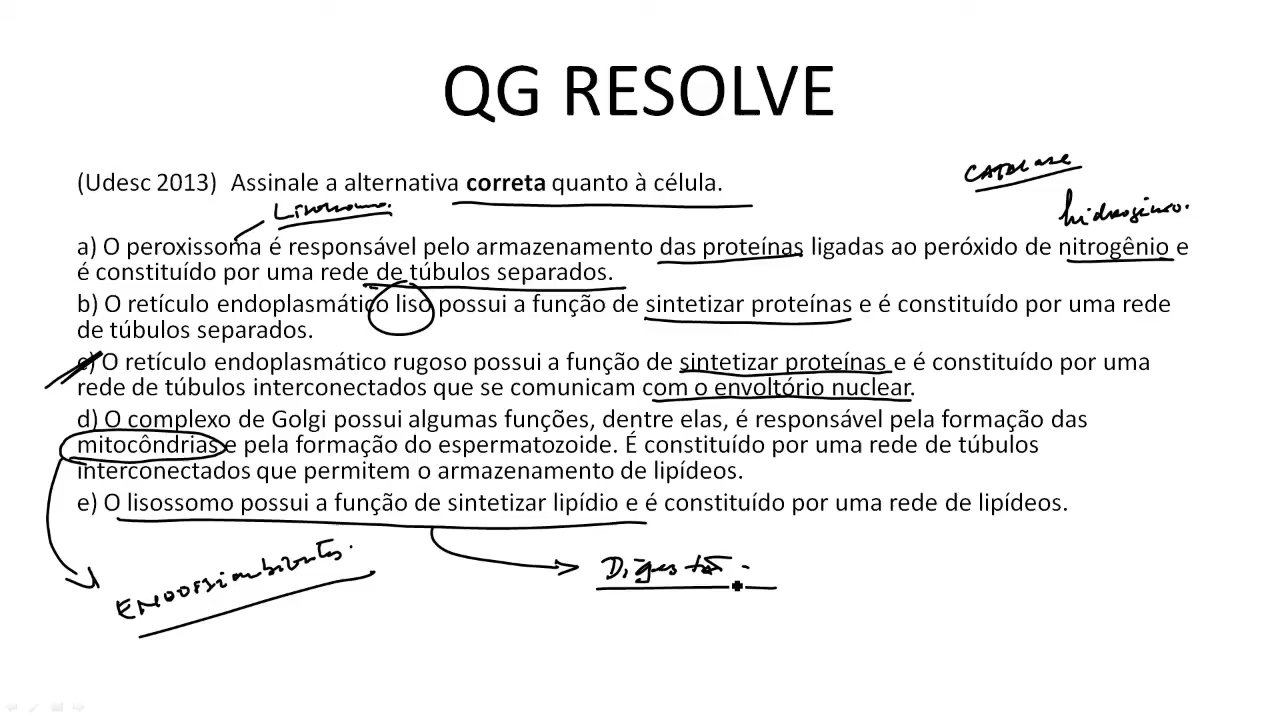 QG RESOLVE
CATALase
(Udesc 2013) Assinale a alternativa correta quanto à célula.
Lisossomo.
hidrogênio.
a) O peroxissoma é responsável pelo armazenamento das proteínas ligadas ao peróxido de nitrogênio e
é constituído por uma rede de túbulos separados.
b) O retículo endoplasmático liso possui a função de sintetizar proteínas e é constituído por uma rede
de túbulos separados.
c) O retículo endoplasmático rugoso possui a função de sintetizar proteínas e é constituído por uma
rede de túbulos interconectados que se comunicam com o envoltório nuclear.
d) O complexo de Golgi possui algumas funções, dentre elas, é responsável pela formação das
mitocôndrias e pela formação do espermatozoide. É constituído por uma rede de túbulos
interconectados que permitem o armazenamento de lipídeos.
e) O lisossomo possui a função de sintetizar lipídio e é constituído por uma rede de lipídeos.
Digestão.